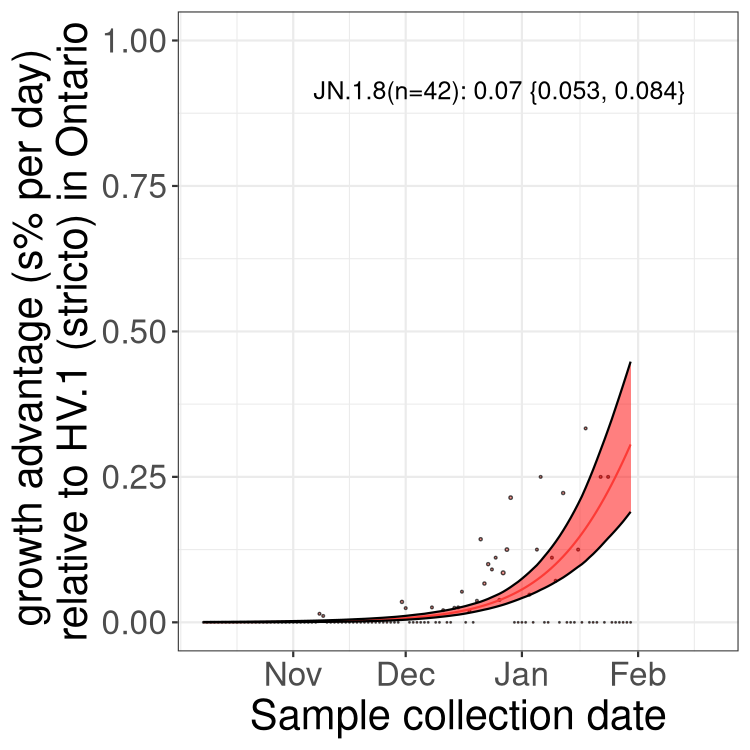 growth advantage (s% per day)
relative to HV.1 (stricto) in Ontario
1.00
JN.1.8(n=42): 0.07 {0.053, 0.084}
0.75
0.50
0.25
0.00
Nov Dec Jan Feb
Sample collection date